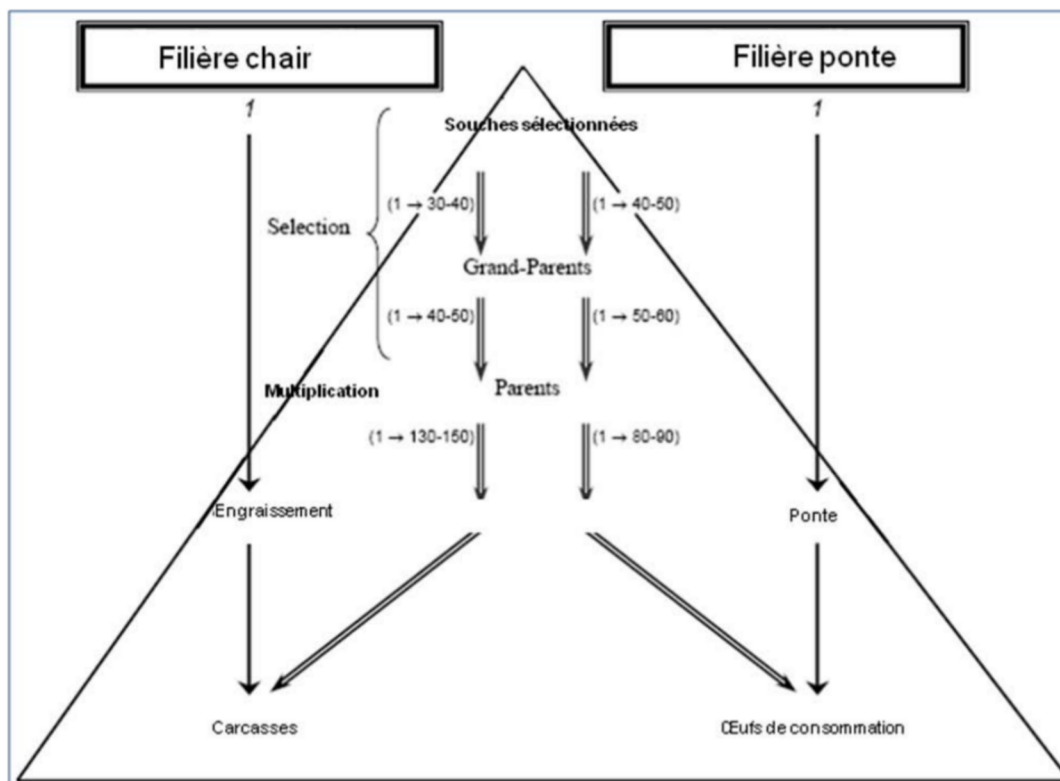 Filière chair
Filière ponte
1
1
Souches sélectionnées
(1 → 30-40)
(1 → 40-50)
Selection
Grand-Parents
(1 → 40-50)
(1 → 50-60)
Multiplication
Parents
(1 → 130-150)
(1 → 80-90)
Engraissement
Ponte
Carcasses
Œufs de consommation